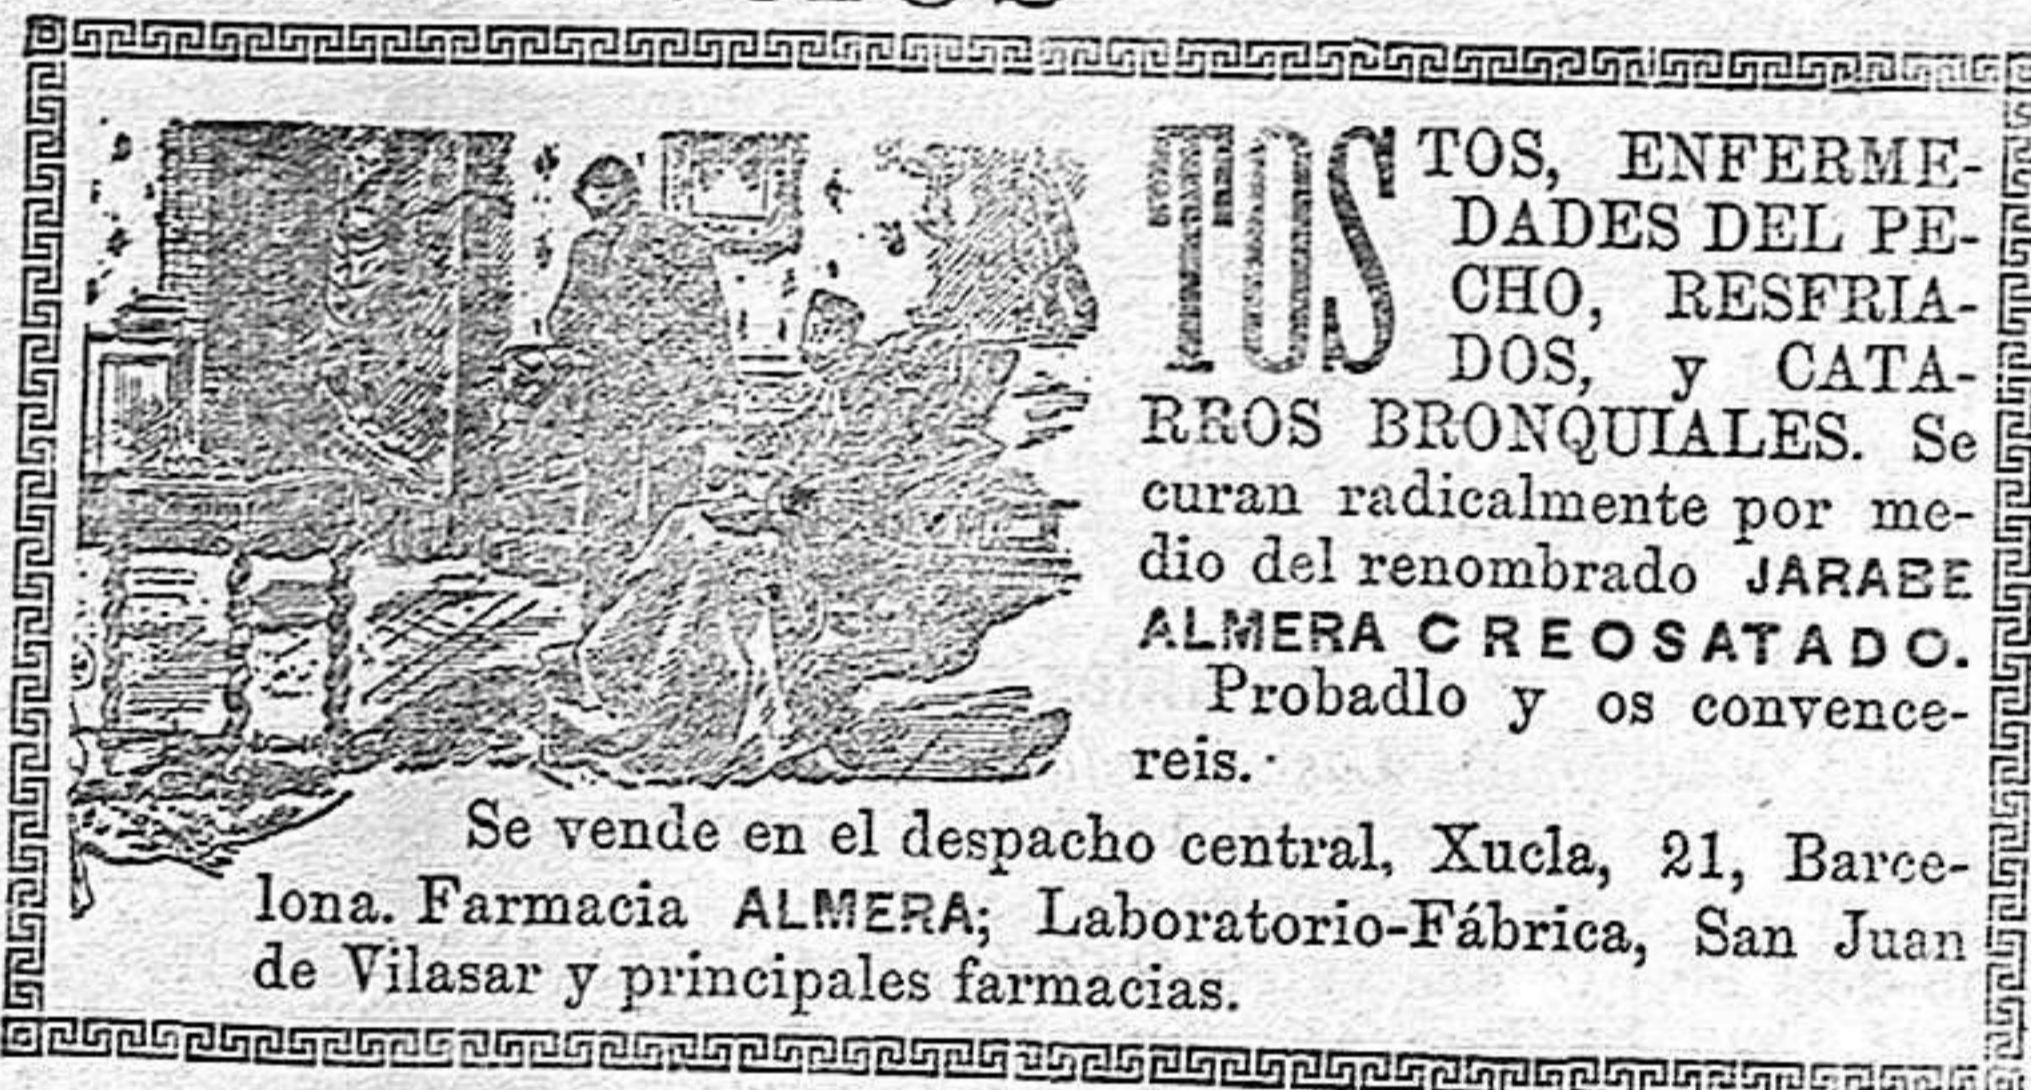 TOS TOS, ENFERME-
DADES DEL PE-
CHO, RESFRIA-
DOS, y CATA-
RROS BRONQUIALES. Se
curan radicalmente por me-
dio del renombrado JARABE
ALMERA CREOSATADO.
Probadlo y os convence-
reis.
Se vende en el despacho central, Xucla, 21, Barce-
lona. Farmacia ALMERA; Laboratorio-Fábrica, San Juan
de Vilasar y principales farmacias.